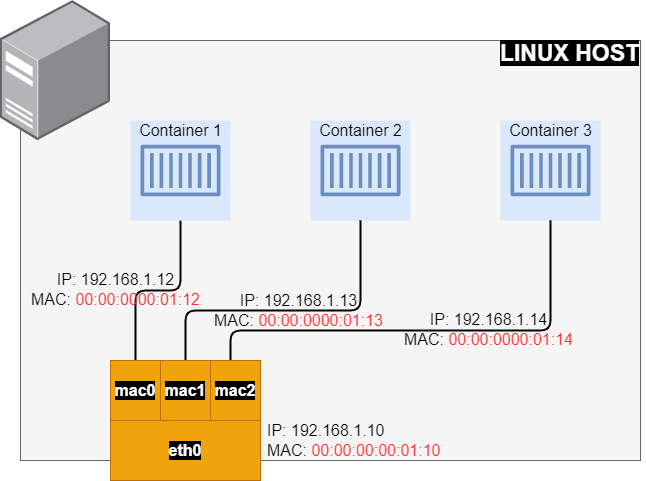 LINUX HOST
Container 1
Container 2
Container 3
IP: 192.168.1.12
MAC: 00:00:0000:01:12
IP: 192.168.1.13
MAC: 00:00:0000:01:13
IP: 192.168.1.14
MAC: 00:00:0000:01:14
mac0
mac1
mac2
eth0
IP: 192.168.1.10
MAC: 00:00:00:00:01:10